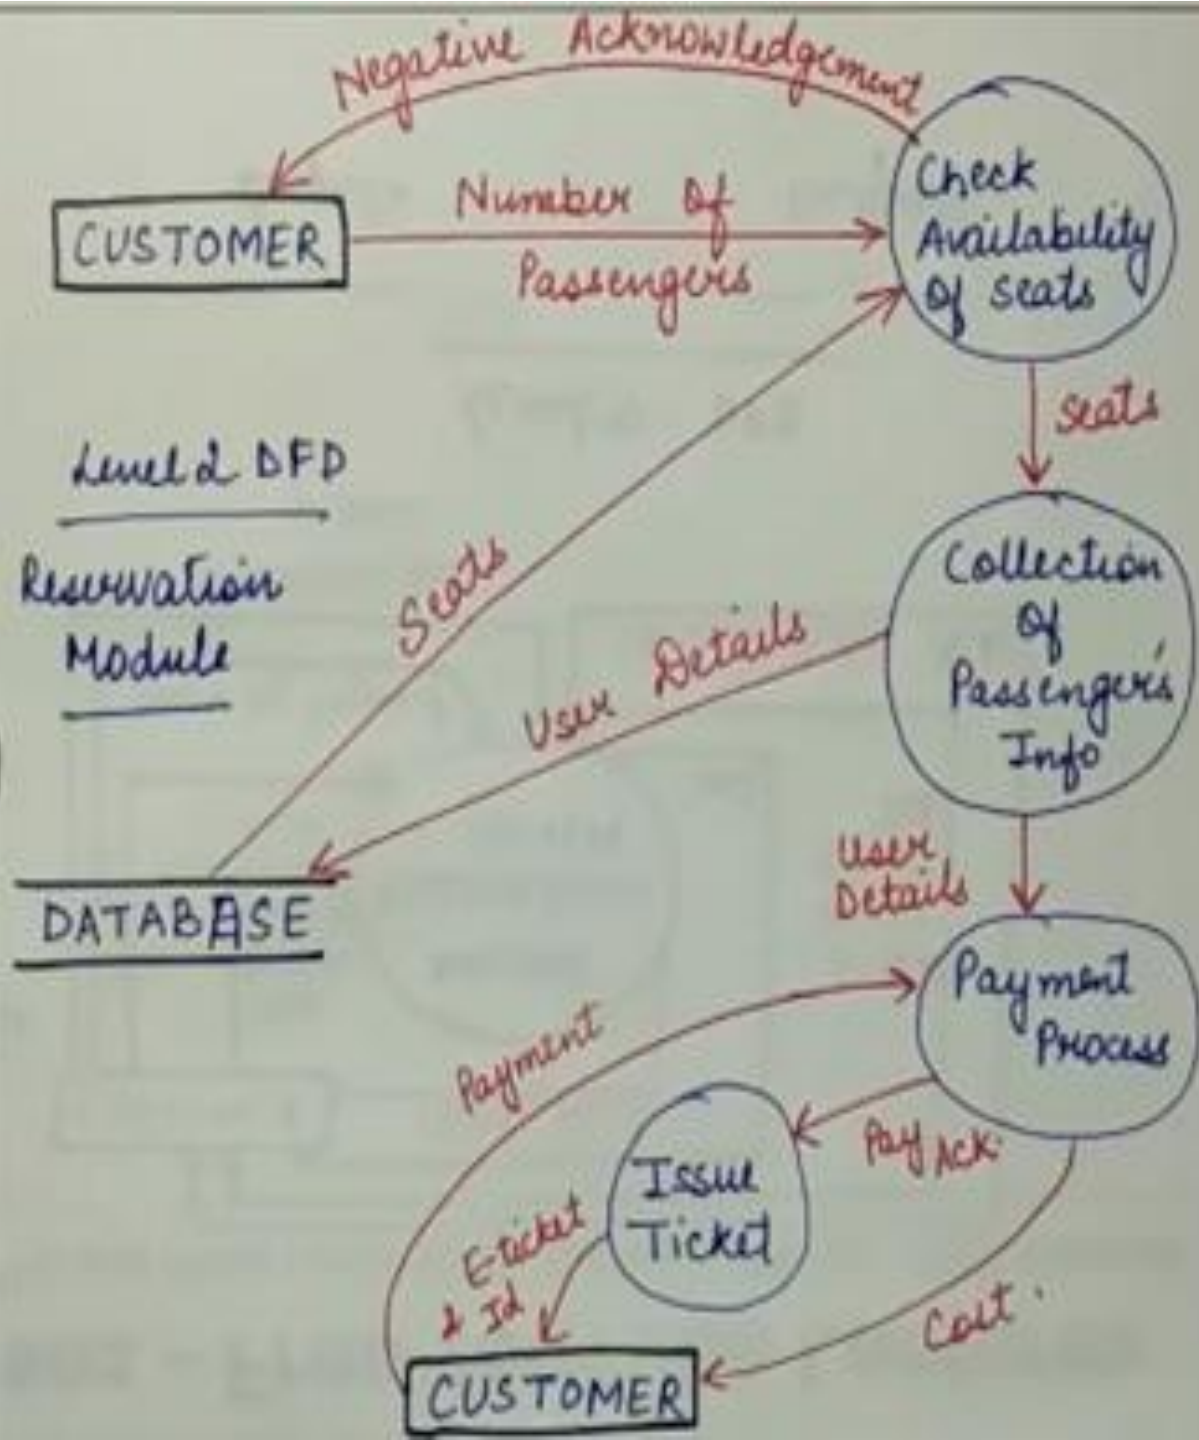 Negative Acknowledgement
CUSTOMER
Number Of
Passengers
Check
Availability
Of seats
Seats
Level 2 DFD
Reservation
Module
Seats
User Details
Collection
Of
Passenger's
Info
User
Details
DATABASE
Payment
Process
Payment
Pay Ack.
Issue
Ticket
E-ticket
& Id
Cost.
CUSTOMER